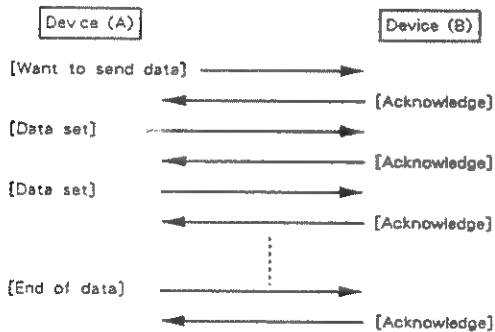 Device (A)
Device (B)
[Want to send data]
[Acknowledge]
[Data set]
[Acknowledge]
[Data set]
[Acknowledge]
[End of data]
[Acknowledge]